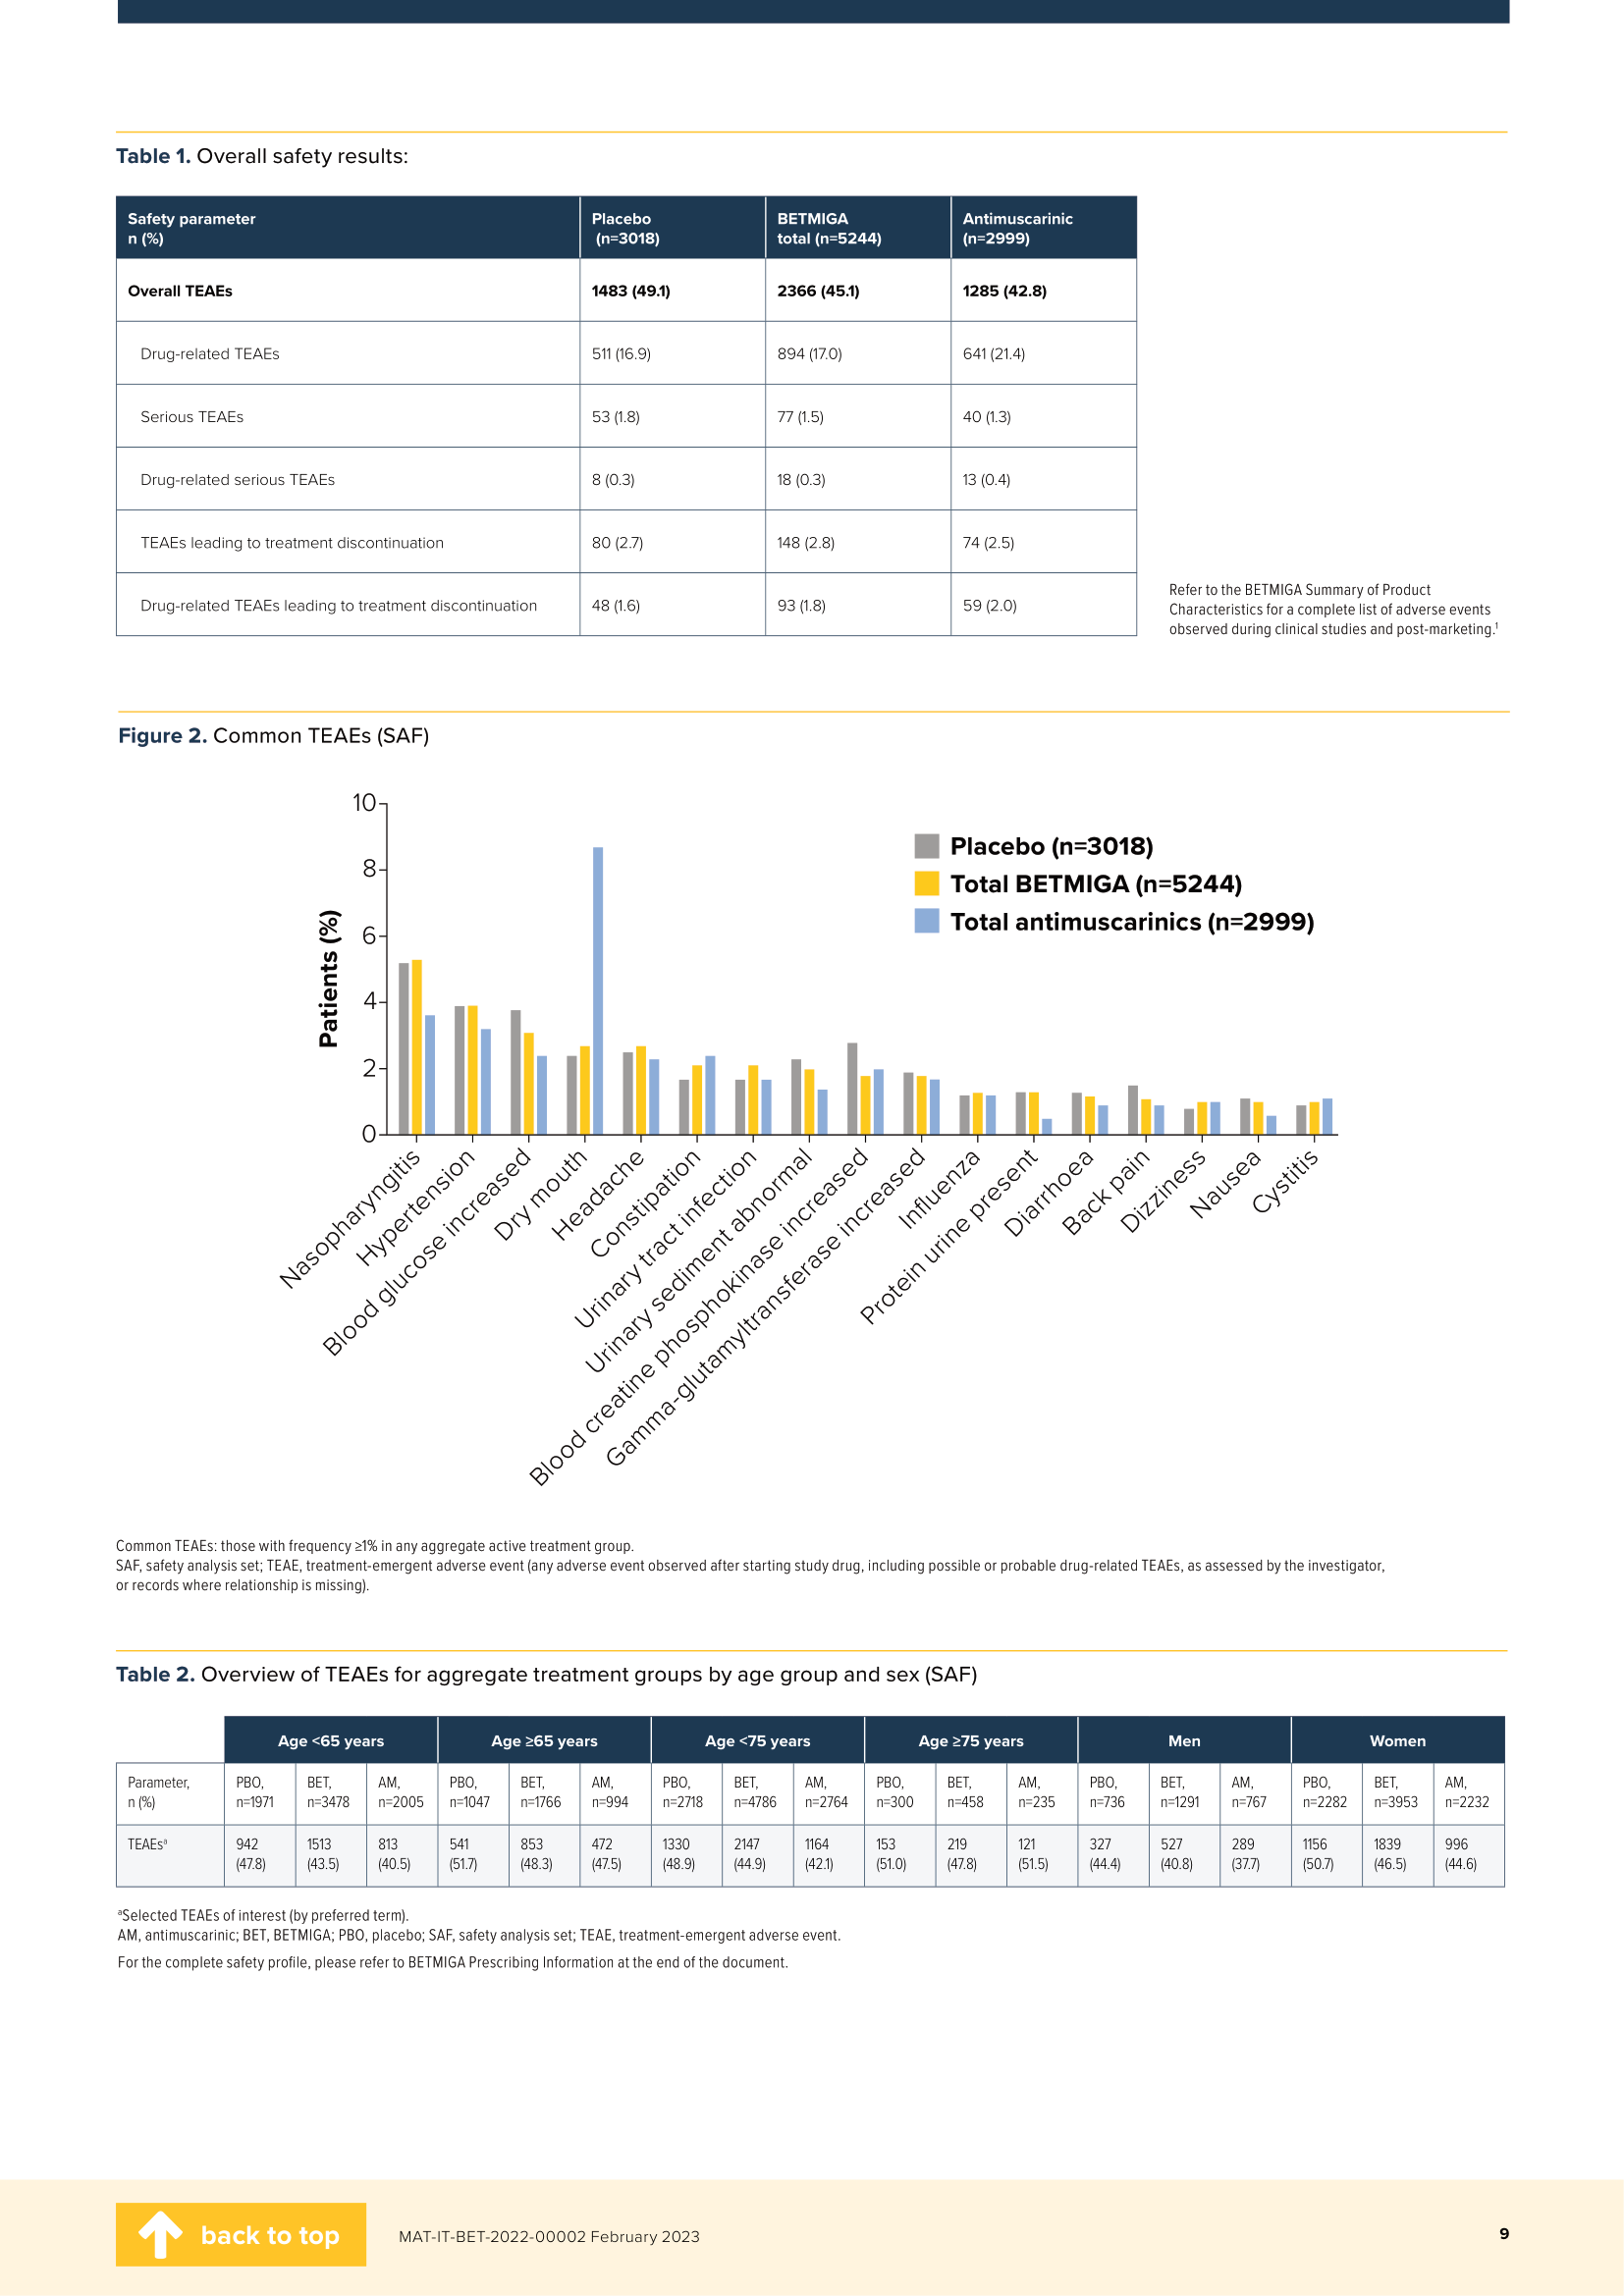 Table 1. Overall safety results:
Safety parameter
n (%)
Placebo
(n=3018)
BETMIGA
total (n=5244)
Antimuscarinic
(n=2999)
Overall TEAEs
1483 (49.1)
2366 (45.1)
1285 (42.8)
Drug-related TEAEs
511 (16.9)
894 (17.0)
641 (21.4)
Serious TEAEs
53 (1.8)
77 (1.5)
40 (1.3)
Drug-related serious TEAEs
8 (0.3)
18 (0.3)
13 (0.4)
TEAEs leading to treatment discontinuation
80 (2.7)
148 (2.8)
74 (2.5)
Drug-related TEAEs leading to treatment discontinuation
48 (1.6)
93 (1.8)
59 (2.0)
Refer to the BETMIGA Summary of Product
Characteristics for a complete list of adverse events
observed during clinical studies and post-marketing.¹
Figure 2. Common TEAEs (SAF)
Patients (%)
10
8
6
4
2
0
Placebo (n=3018)
Total BETMIGA (n=5244)
Total antimuscarinics (n=2999)
Nasopharyngitis
Hypertension
Blood glucose increased
Dry mouth
Headache
Constipation
Urinary tract infection
Urinary sediment abnormal
Blood creatine phosphokinase increased
Gamma-glutamyltransferase increased
Influenza
Protein urine present
Diarrhoea
Back pain
Dizziness
Nausea
Cystitis
Common TEAEs: those with frequency ≥1% in any aggregate active treatment group.
SAF, safety analysis set; TEAE, treatment-emergent adverse event (any adverse event observed after starting study drug, including possible or probable drug-related TEAEs, as assessed by the investigator,
or records where relationship is missing).
Table 2. Overview of TEAEs for aggregate treatment groups by age group and sex (SAF)
Age <65 years
Age ≥65 years
Age <75 years
Age ≥75 years
Men
Women
Parameter,
n (%)
PBO,
n=1971
BET,
n=3478
AM,
n=2005
PBO,
n=1047
BET,
n=1766
AM,
n=994
PBO,
n=2718
BET,
n=4786
AM,
n=2764
PBO,
n=300
BET,
n=458
AM,
n=235
PBO,
n=736
BET,
n=1291
AM,
n=767
PBO,
n=2282
BET,
n=3953
AM,
n=2232
TEAEsᵃ
942
(47.8)
1513
(43.5)
813
(40.5)
541
(51.7)
853
(48.3)
472
(47.5)
1330
(48.9)
2147
(44.9)
1164
(42.1)
153
(51.0)
219
(47.8)
121
(51.5)
327
(44.4)
527
(40.8)
289
(37.7)
1156
(50.7)
1839
(46.5)
996
(44.6)
ᵃSelected TEAEs of interest (by preferred term).
AM, antimuscarinic; BET, BETMIGA; PBO, placebo; SAF, safety analysis set; TEAE, treatment-emergent adverse event.
For the complete safety profile, please refer to BETMIGA Prescribing Information at the end of the document.
back to top
MAT-IT-BET-2022-00002 February 2023
9